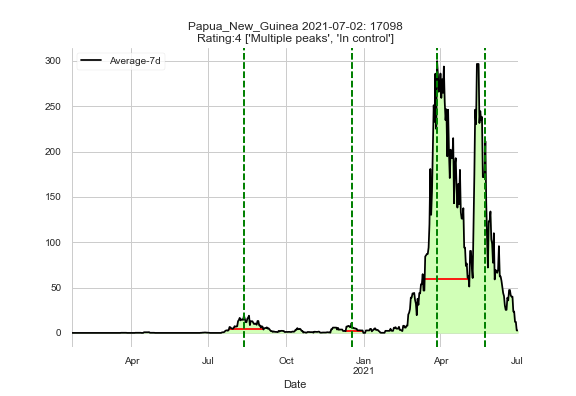 Papua_New_Guinea 2021-07-02: 17098
Rating:4 ['Multiple peaks', 'In control']
Average-7d
300
250
200
150
100
50
0
Apr Jul Oct Jan Apr Jul
2021
Date